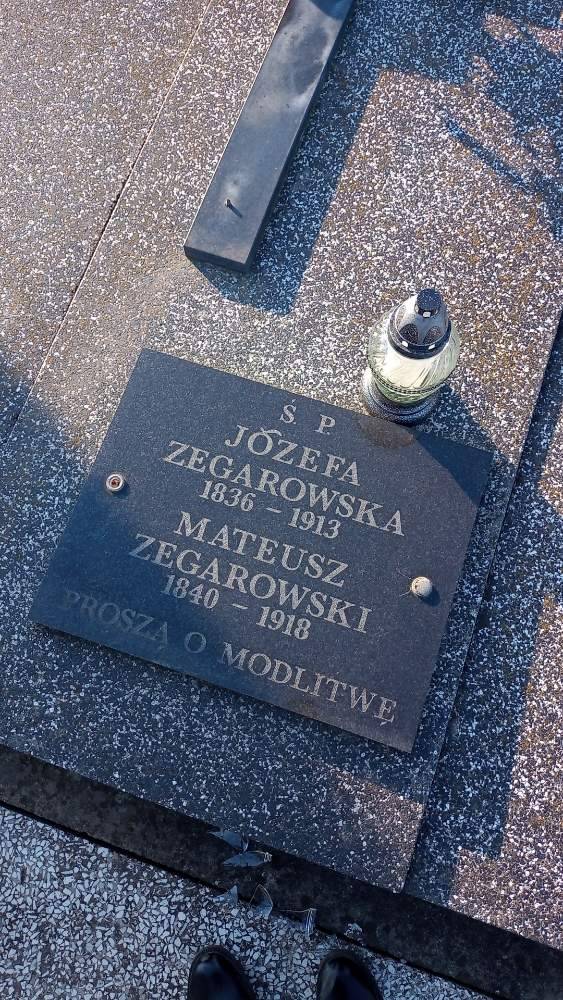 Ś. P.
JÓZEFA
ZEGAROWSKA
1836 - 1913
MATEUSZ
ZEGAROWSKI
1840 - 1918
PROSZĄ O MODLITWĘ